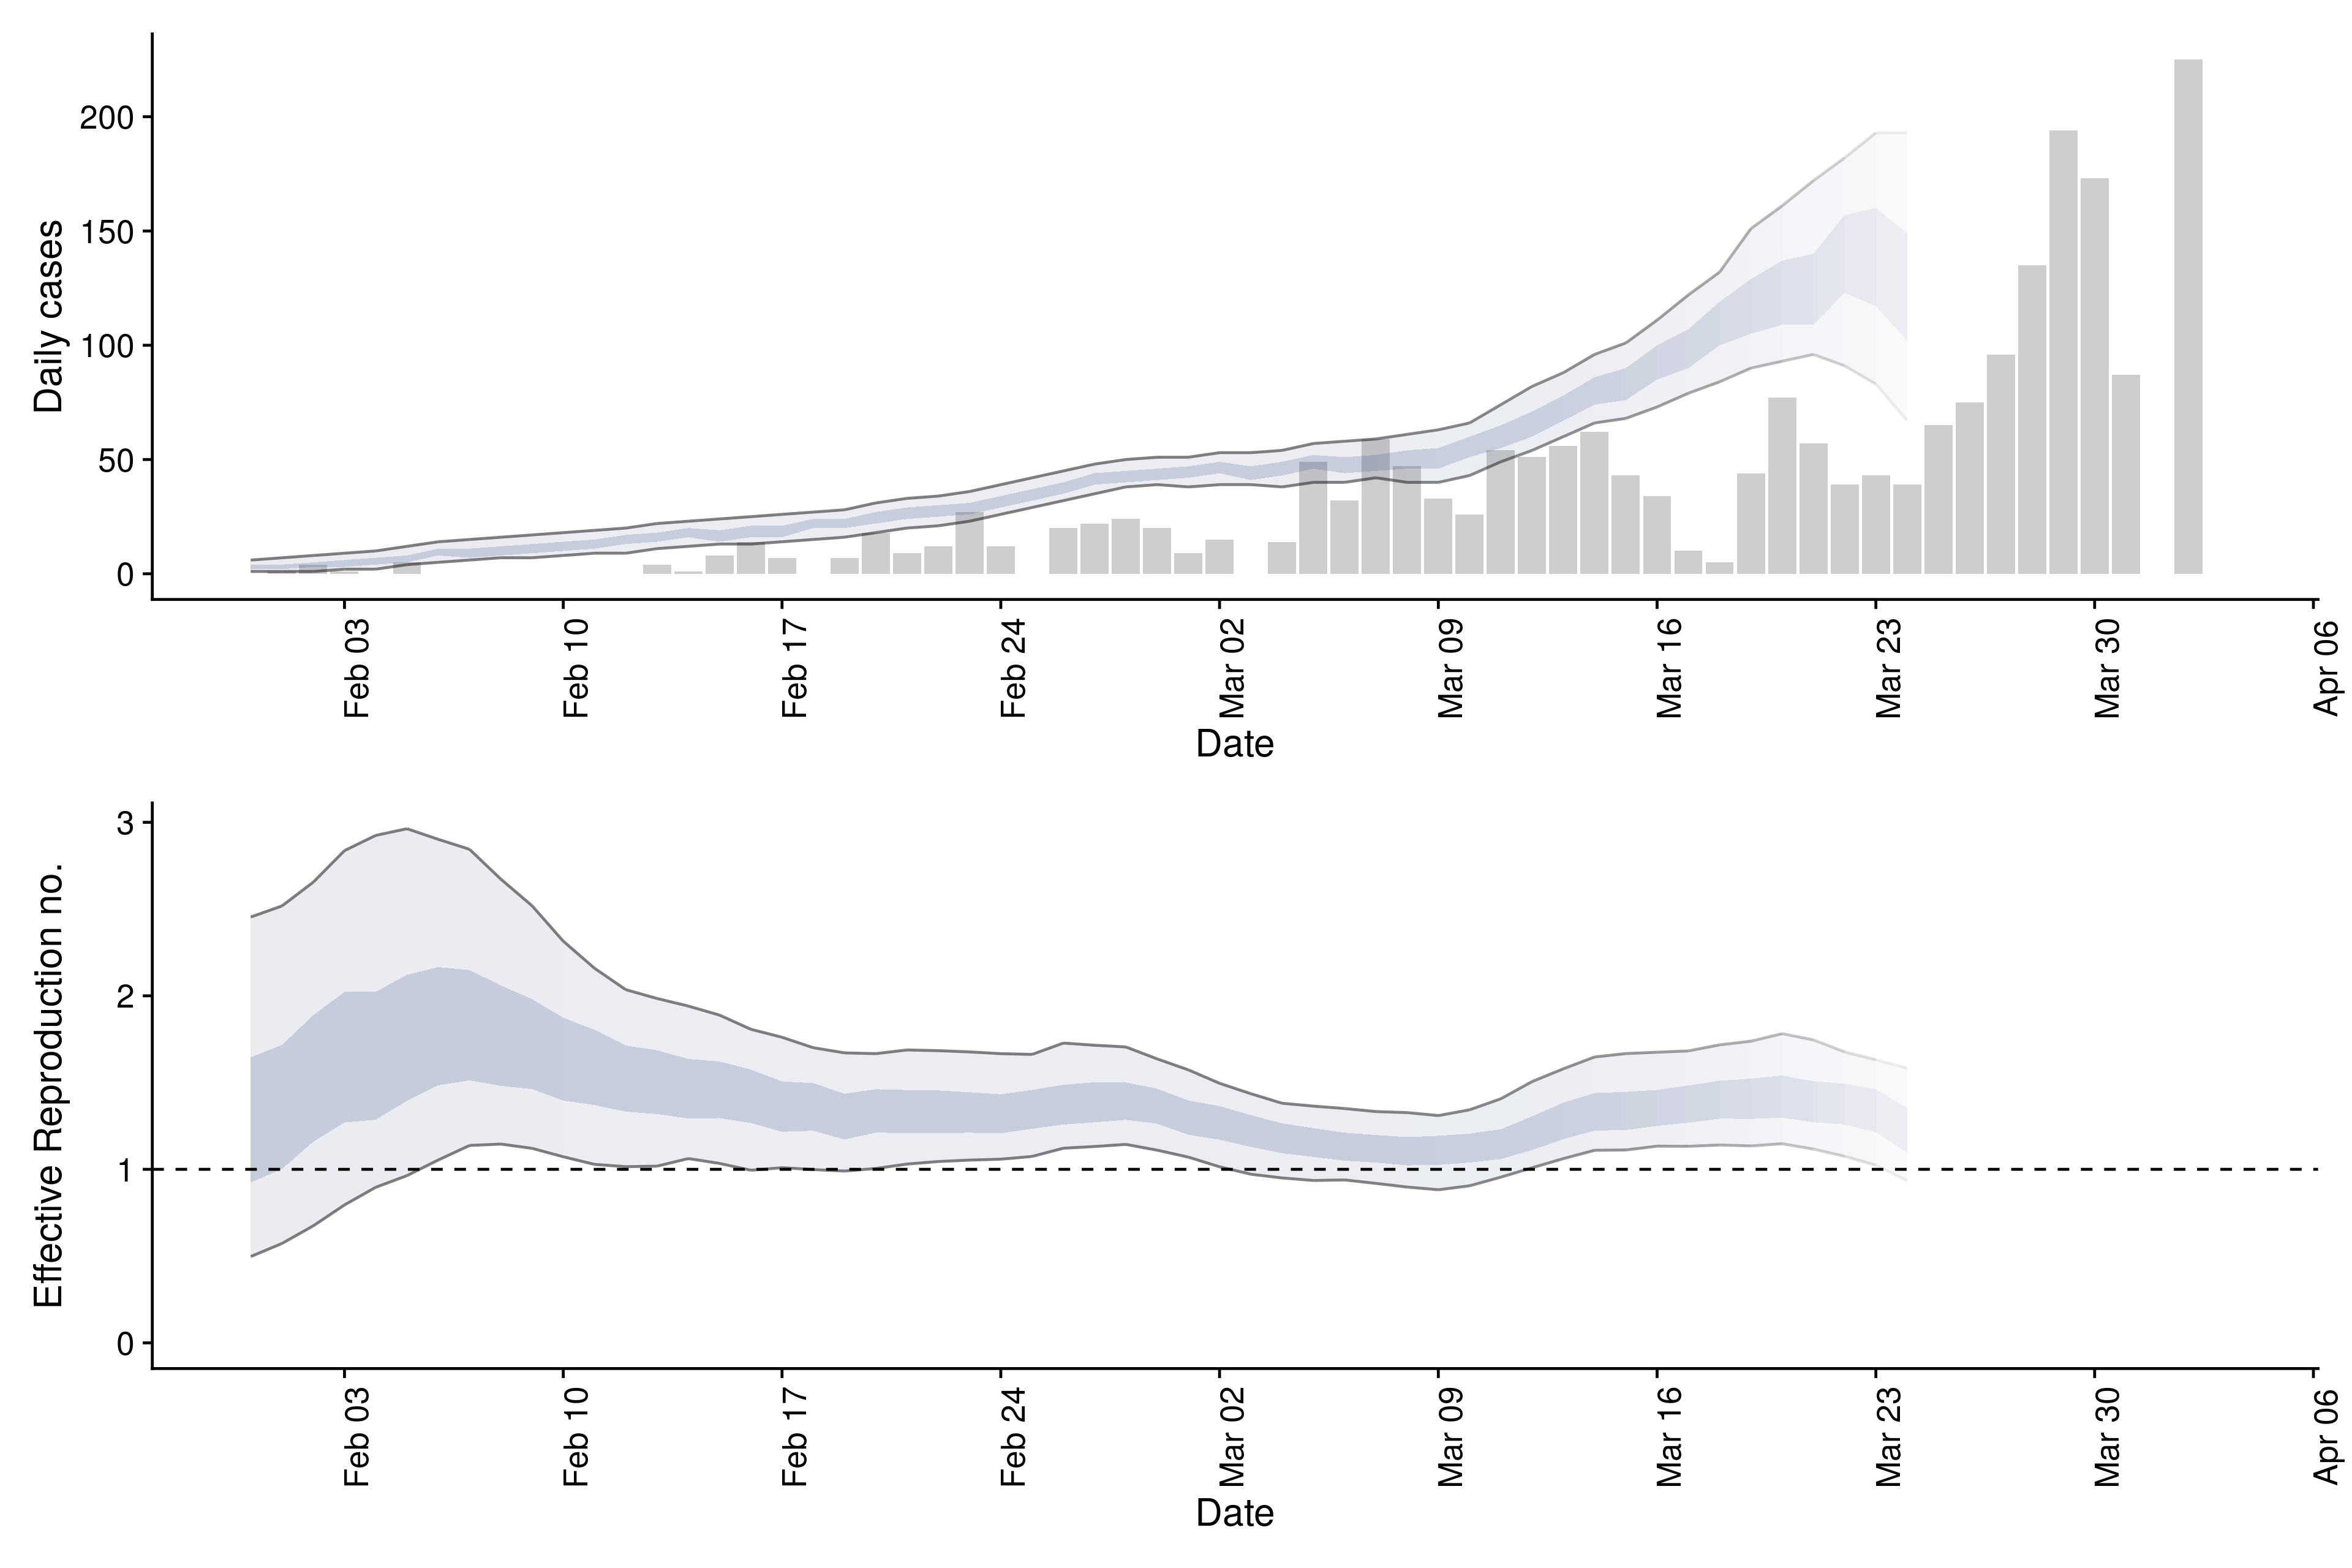 Daily cases
200
150
100
50
0
Feb 03
Feb 10
Feb 17
Feb 24
Mar 02
Mar 09
Mar 16
Mar 23
Mar 30
Apr 06
Date
Effective Reproduction no.
3
2
1
0
Feb 03
Feb 10
Feb 17
Feb 24
Mar 02
Mar 09
Mar 16
Mar 23
Mar 30
Apr 06
Date